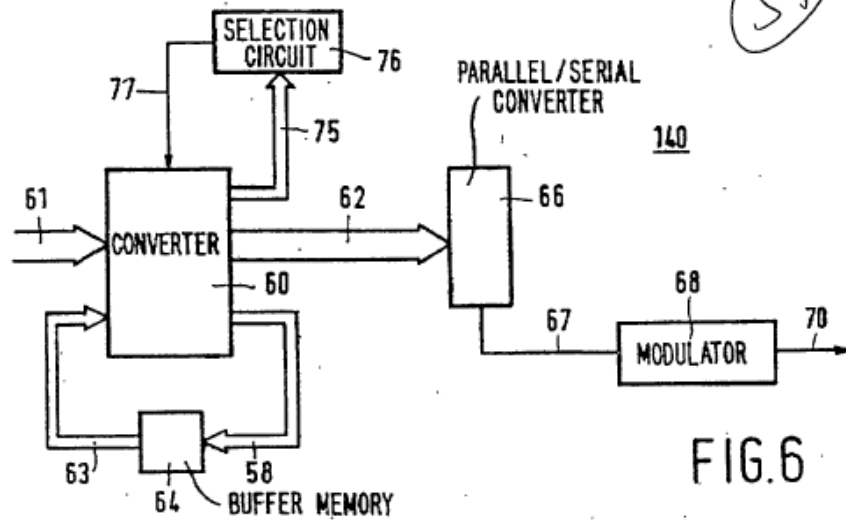 SELECTION
CIRCUIT
76
77
75
PARALLEL/SERIAL
CONVERTER
140
61
62
66
CONVERTER
60
68
67
70
MODULATOR
63
58
64
BUFFER MEMORY
FIG.6